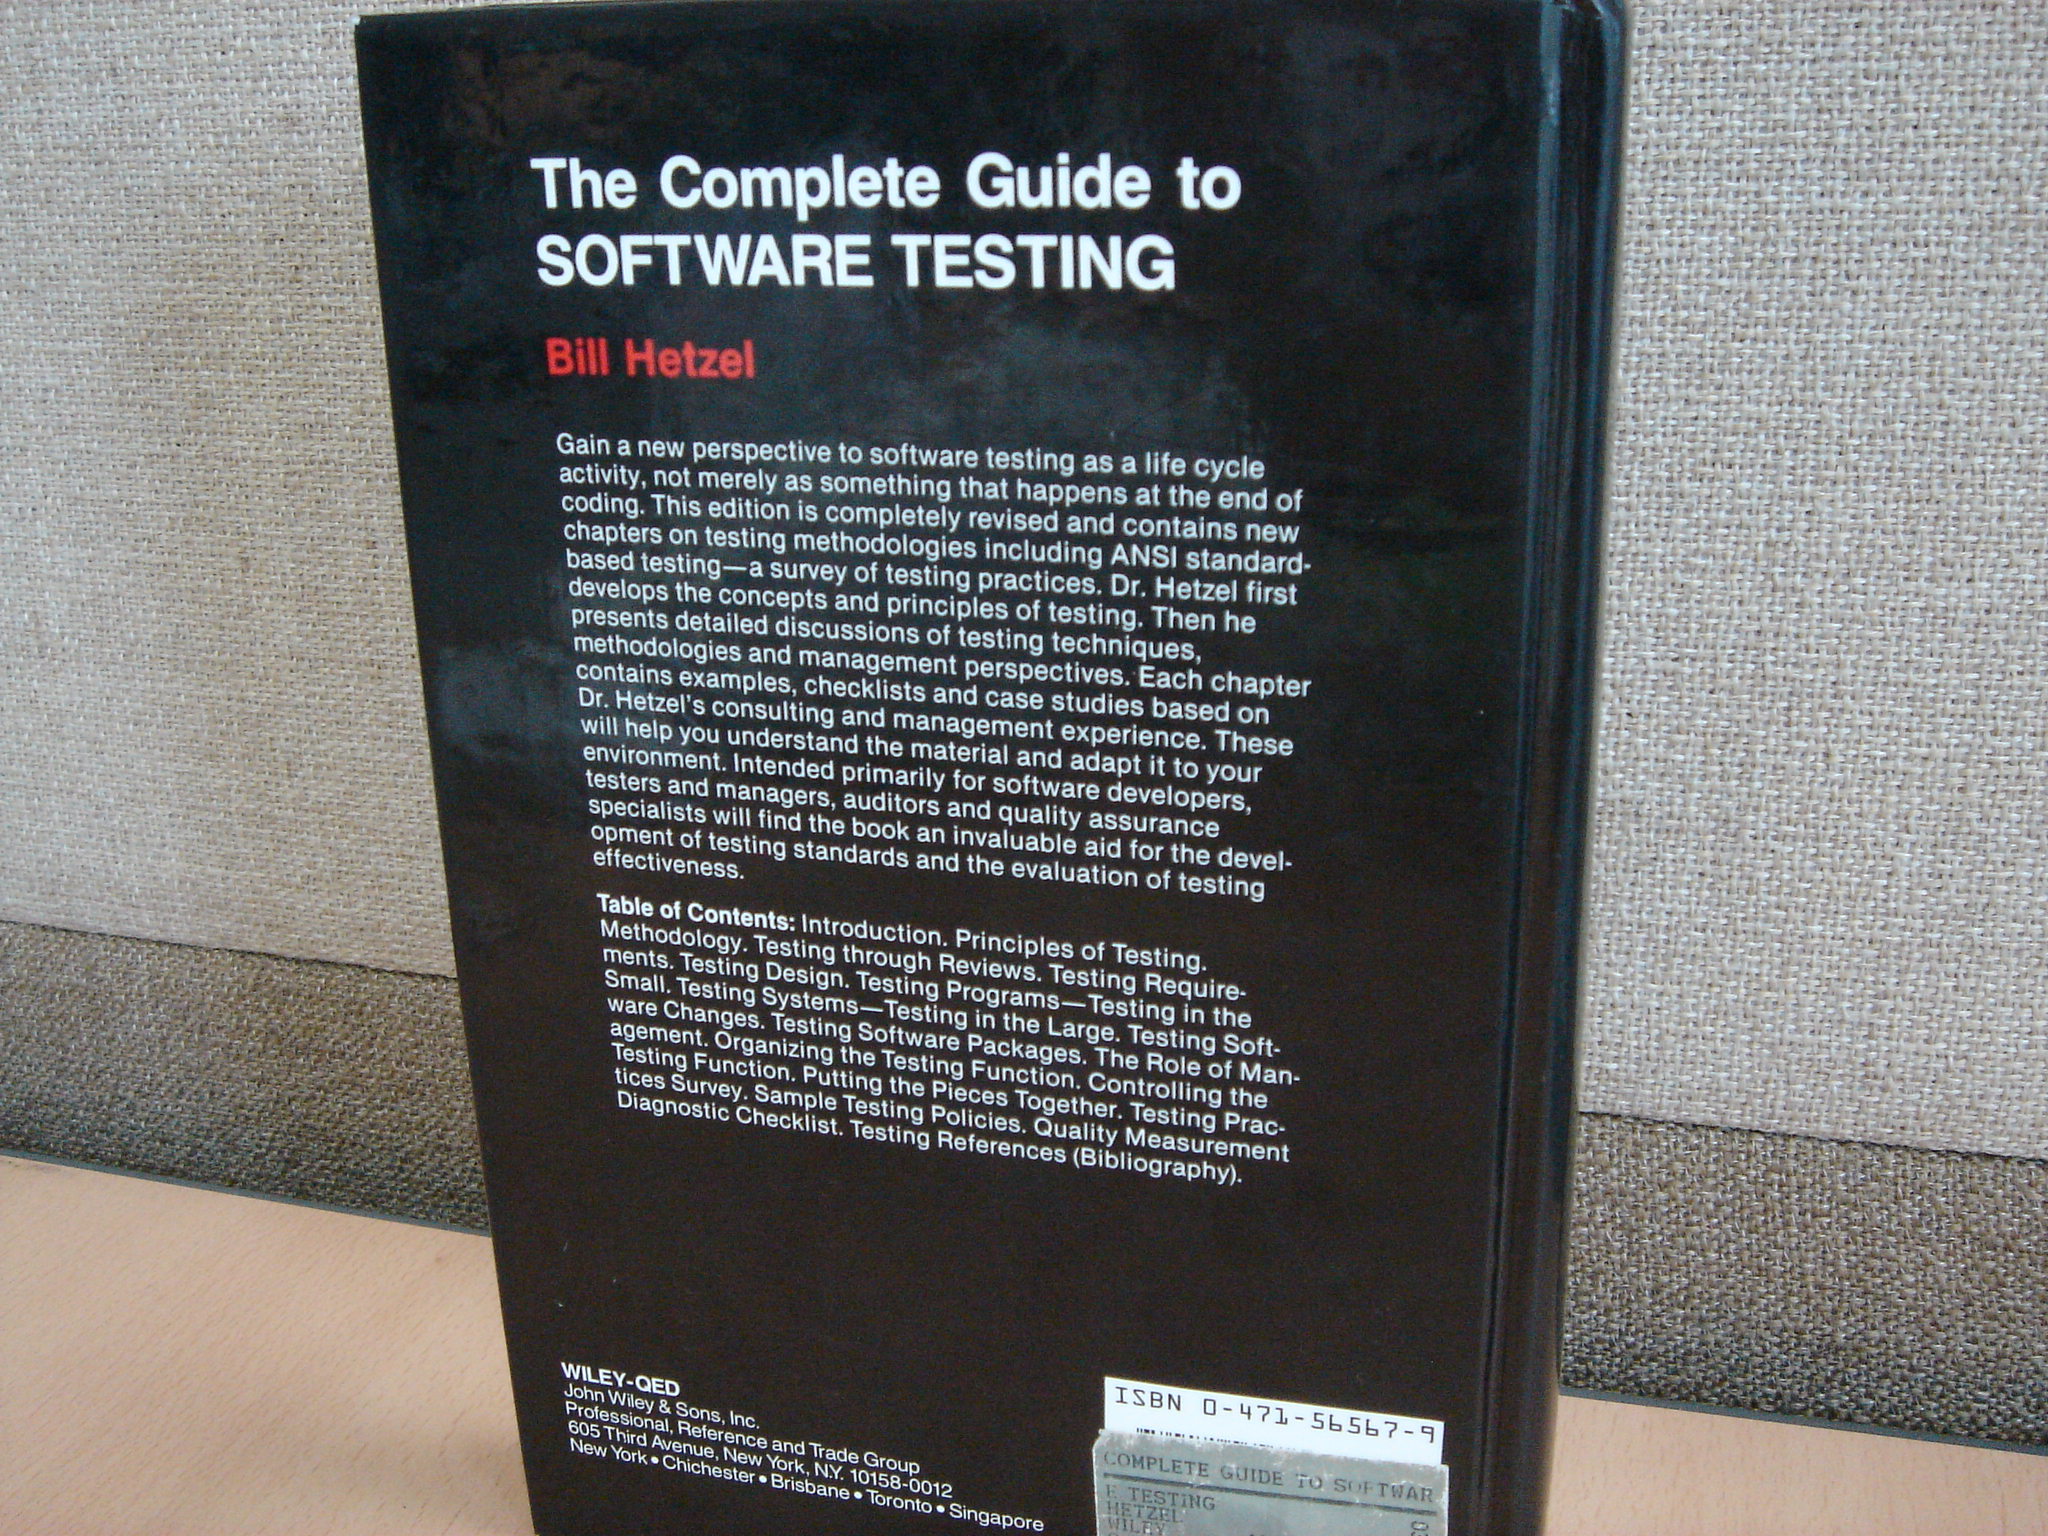 The Complete Guide to
SOFTWARE TESTING
Bill Hetzel
Gain a new perspective to software testing as a life cycle
activity, not merely as something that happens at the end of
coding. This edition is completely revised and contains new
chapters on testing methodologies including ANSI standard-
based testing—a survey of testing practices. Dr. Hetzel first
develops the concepts and principles of testing. Then he
presents detailed discussions of testing techniques,
methodologies and management perspectives. Each chapter
contains examples, checklists and case studies based on
Dr. Hetzel's consulting and management experience. These
will help you understand the material and adapt it to your
environment. Intended primarily for software developers,
testers and managers, auditors and quality assurance
specialists will find the book an invaluable aid for the devel-
opment of testing standards and the evaluation of testing
effectiveness.
Table of Contents: Introduction. Principles of Testing.
Methodology. Testing through Reviews. Testing Require-
ments. Testing Design. Testing Programs—Testing in the
Small. Testing Systems—Testing in the Large. Testing Soft-
ware Changes. Testing Software Packages. The Role of Man-
agement. Organizing the Testing Function. Controlling the
Testing Function. Putting the Pieces Together. Testing Prac-
tices Survey. Sample Testing Policies. Quality Measurement
Diagnostic Checklist. Testing References (Bibliography).
WILEY-QED
John Wiley & Sons, Inc.
Professional, Reference and Trade Group
605 Third Avenue, New York, N.Y. 10158-0012
New York • Chichester • Brisbane • Toronto • Singapore
ISBN 0-471-56567-9
COMPLETE GUIDE TO SOFTWAR
E TESTING
HETZEL
WILEY